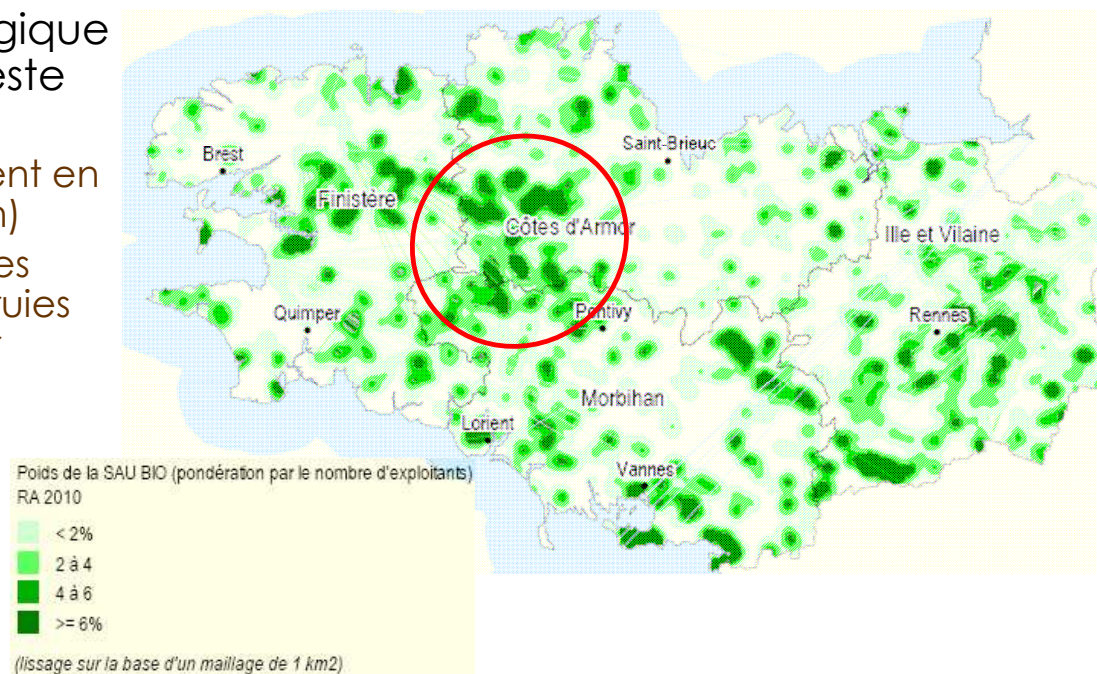 gique
este
ent en
n)
es
uies
Brest
Finistère
Saint-Brieuc
Côtes d'Armor
Ille et Vilaine
Quimper
Pontivy
Rennes
Morbihan
Lorient
Vannes
Poids de la SAU BIO (pondération par le nombre d'exploitants)
RA 2010
< 2%
2 à 4
4 à 6
>= 6%
(lissage sur la base d'un maillage de 1 km2)